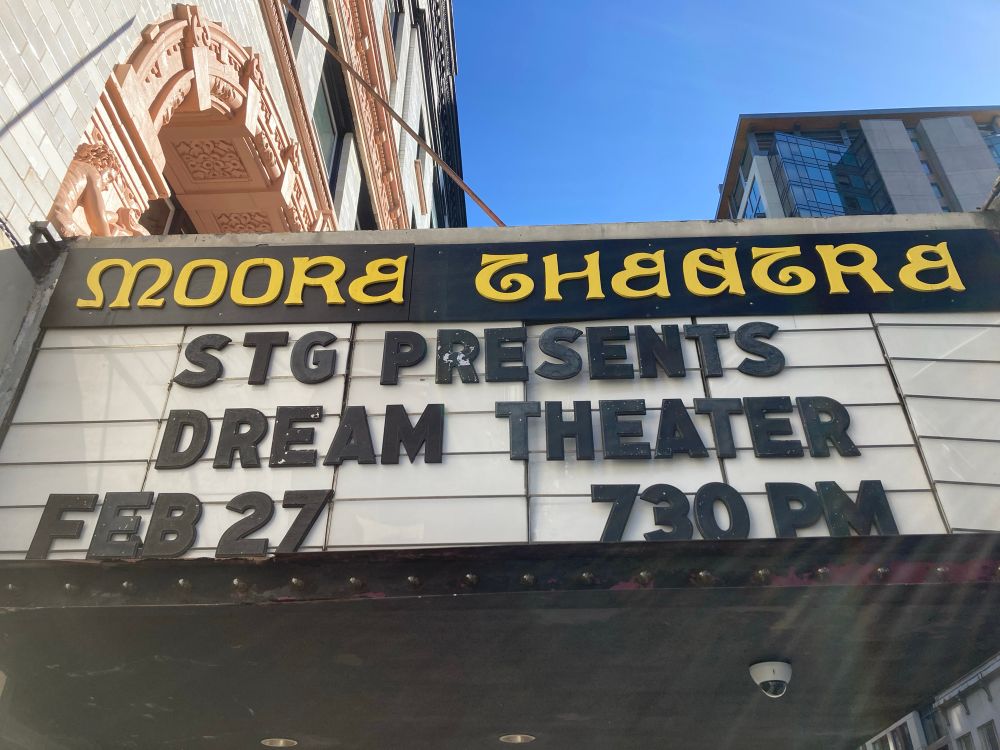 MOORE THEATRE
STG PRESENTS
DREAM THEATER
FEB 27 730 PM